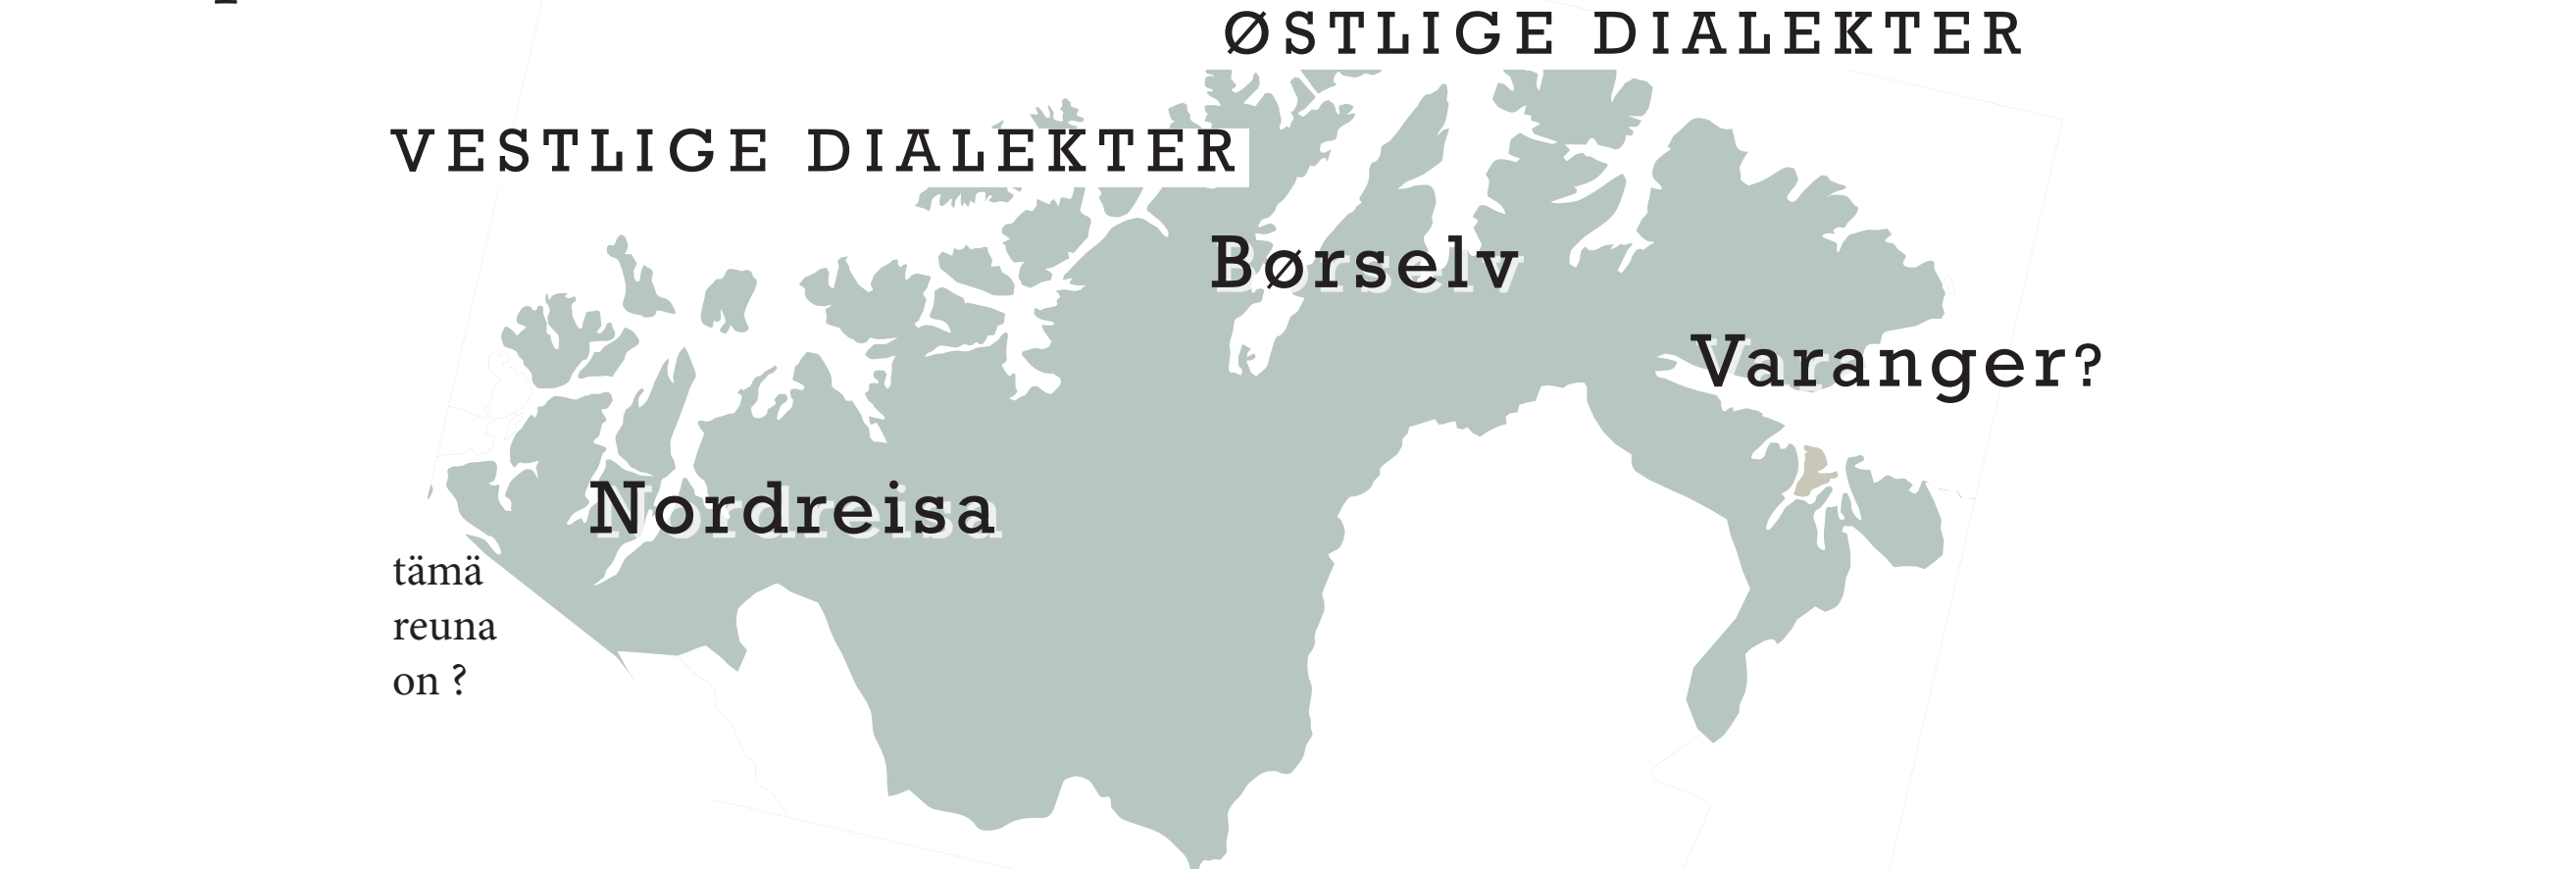 ØSTLIGE DIALEKTER
VESTLIGE DIALEKTER
Børselv
Varanger?
Nordreisa
tämä
reuna
on ?